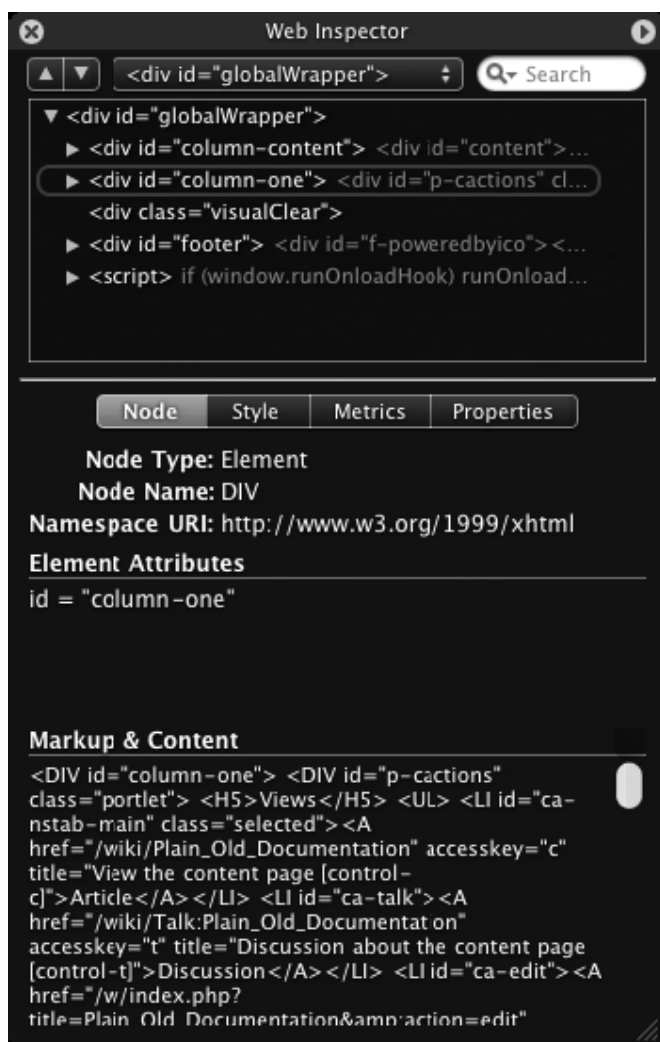 Web Inspector
<div id="globalWrapper">
Search
▼ <div id="globalWrapper">
▶ <div id="column-content"> <div id="content">...
▶ <div id="column-one"> <div id="p-cactions" cl...
<div class="visualClear">
▶ <div id="footer"> <div id="f-poweredbyico"> <...
▶ <script> if (window.runOnloadHook) runOnload...
Node Style Metrics Properties
Node Type: Element
Node Name: DIV
Namespace URI: http://www.w3.org/1999/xhtml
Element Attributes
id = "column-one"
Markup & Content
<DIV id="column-one"> <DIV id="p-cactions"
class="portlet"> <H5>Views</H5> <UL> <LI id="ca-
nstab-main" class="selected"><A
href="/wiki/Plain_Old_Documentation" accesskey="c"
title="View the content page [control-
c]">Article</A></LI> <LI id="ca-talk"><A
href="/wiki/Talk:Plain_Old_Documentation"
accesskey="t" title="Discussion about the content page
[control-t]">Discussion</A></LI> <LI id="ca-edit"><A
href="/w/index.php?
title=Plain_Old_Documentation&amp;action=edit"